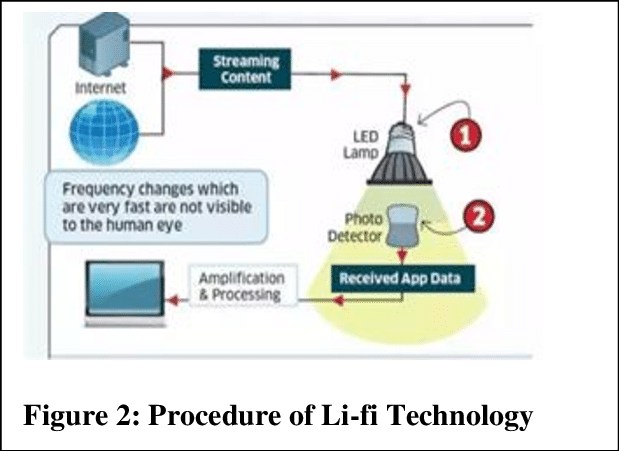 Streaming
Content
Internet
LED
Lamp
1
Frequency changes which
are very fast are not visible
to the human eye
Photo
Detector
2
Amplification
& Processing
Received App Data
Figure 2: Procedure of Li-fi Technology